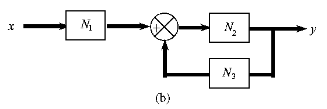 x N₁ + N₂ y
N₃
(b)